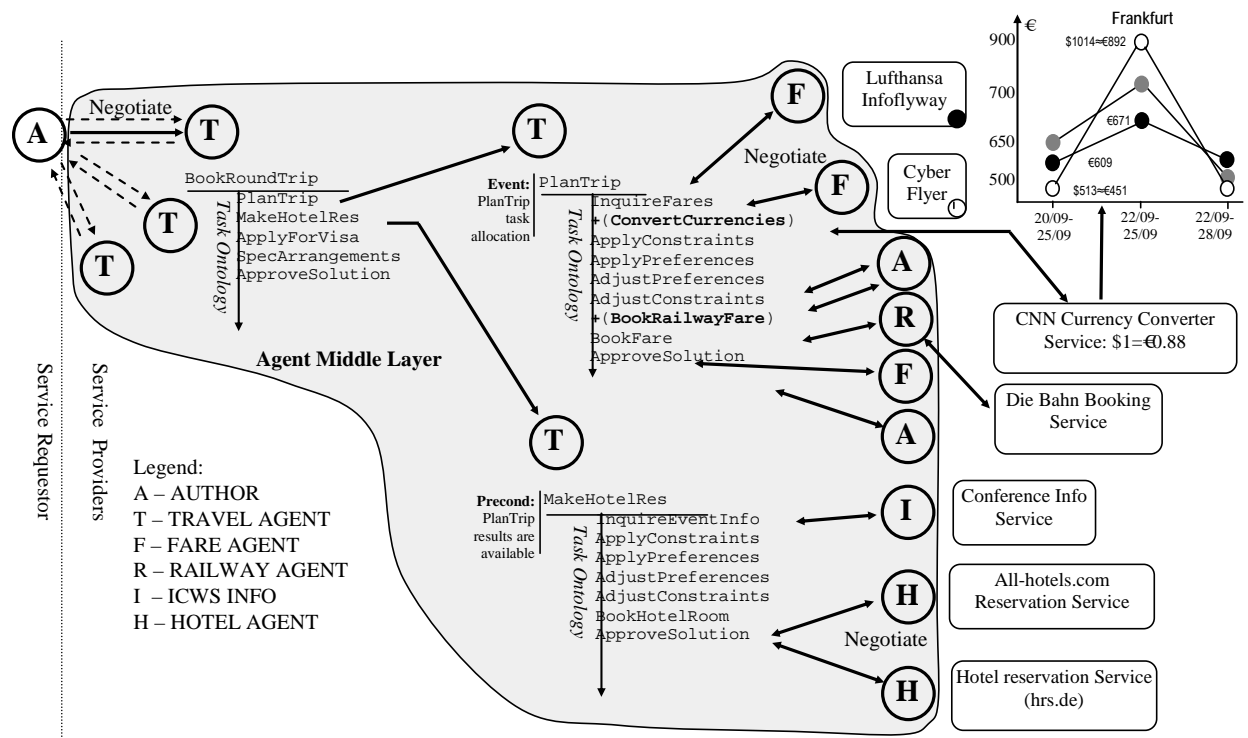 A
Negotiate
T
T
T
BookRoundTrip
PlanTrip
MakeHotelRes
ApplyForVisa
SpecArrangements
ApproveSolution
Task Ontology
Agent Middle Layer
Service Requestor
Service Providers
Legend:
A – AUTHOR
T – TRAVEL AGENT
F – FARE AGENT
R – RAILWAY AGENT
I – ICWS INFO
H – HOTEL AGENT
T
Event:
PlanTrip
task
allocation
PlanTrip
InquireFares
+(ConvertCurrencies)
ApplyConstraints
ApplyPreferences
AdjustPreferences
AdjustConstraints
+(BookRailwayFare)
BookFare
ApproveSolution
Task Ontology
T
Precond:
PlanTrip
results are
available
MakeHotelRes
InquireEventInfo
ApplyConstraints
ApplyPreferences
AdjustPreferences
AdjustConstraints
BookHotelRoom
ApproveSolution
Task Ontology
F
Negotiate
F
A
R
F
A
I
H
Negotiate
H
Lufthansa
Infoflyway
Cyber
Flyer
€
Frankfurt
900
700
650
500
$1014≈€892
€671
€609
$513≈€451
20/09-
25/09
22/09-
25/09
22/09-
28/09
CNN Currency Converter
Service: $1=€0.88
Die Bahn Booking
Service
Conference Info
Service
All-hotels.com
Reservation Service
Hotel reservation Service
(hrs.de)